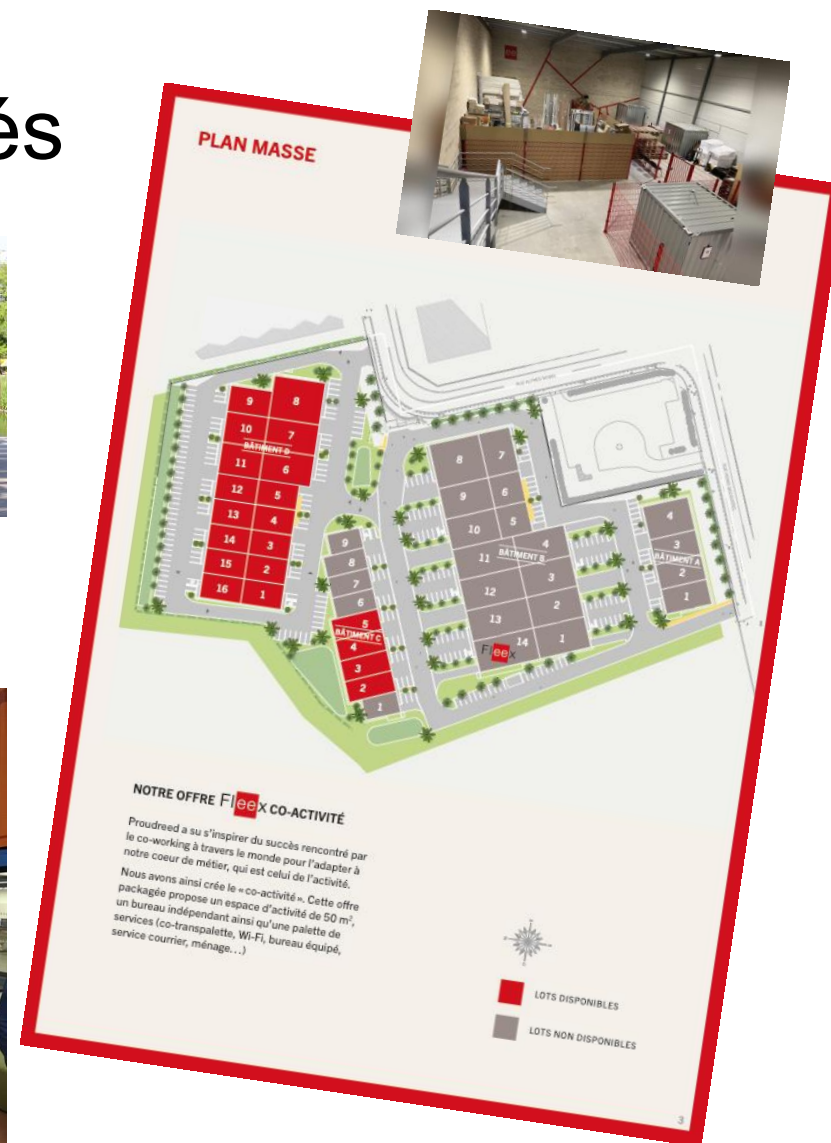 és
PLAN MASSE
9
8
10
7
BÂTIMENT D
11
6
12
5
13
4
14
3
15
2
16
1
9
8
7
6
5
BÂTIMENT C
4
3
2
1
8
7
9
6
10
5
4
11
BÂTIMENT B
3
12
2
13
1
14
Fleex
4
3
BÂTIMENT A
2
1
NOTRE OFFRE Fleex CO-ACTIVITÉ
Proudreed a su s'inspirer du succès rencontré par
le co-working à travers le monde pour l'adapter à
notre coeur de métier, qui est celui de l'activité.
Nous avons ainsi crée le « co-activité ». Cette offre
packagée propose un espace d'activité de 50 m²,
un bureau indépendant ainsi qu'une palette de
services (co-transpalette, Wi-Fi, bureau équipé,
service courrier, ménage…)
LOTS DISPONIBLES
LOTS NON DISPONIBLES
3